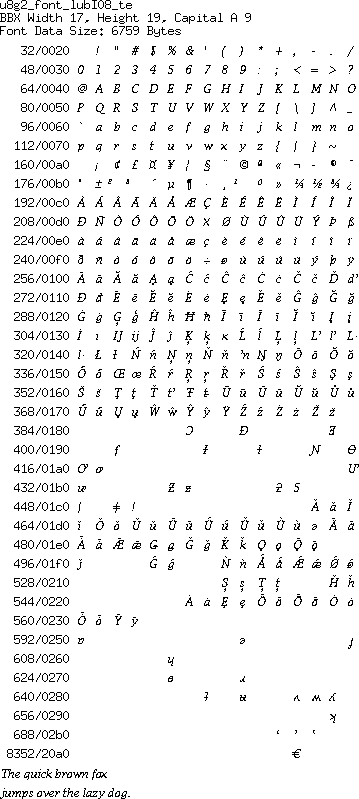 u8g2_font_lubI08_te
BBX Width 17, Height 19, Capital A 9
Font Data Size: 6759 Bytes
32/0020 ! " # $ % & ' ( ) * + , - . /
48/0030 0 1 2 3 4 5 6 7 8 9 : ; < = > ?
64/0040 @ A B C D E F G H I J K L M N O
80/0050 P Q R S T U V W X Y Z [ \ ] ^ _
96/0060 ` a b c d e f g h i j k l m n o
112/0070 p q r s t u v w x y z { | } ~
160/00a0 ¡ ¢ £ ¤ ¥ ¦ § ¨ © ª « ¬ - ® ¯
176/00b0 ° ± ² ³ ´ µ ¶ · ¸ ¹ º » ¼ ½ ¾ ¿
192/00c0 À Á Â Ã Ä Å Æ Ç È É Ê Ë Ì Í Î Ï
208/00d0 Ð Ñ Ò Ó Ô Õ Ö × Ø Ù Ú Û Ü Ý Þ ß
224/00e0 à á â ã ä å æ ç è é ê ë ì í î ï
240/00f0 ð ñ ò ó ô õ ö ÷ ø ù ú û ü ý þ ÿ
256/0100 Ā ā Ă ă Ą ą Ć ć Ĉ ĉ Ċ ċ Č č Ď ď
272/0110 Đ đ Ē ē Ĕ ĕ Ė ė Ę ę Ě ě Ĝ ĝ Ğ ğ
288/0120 Ġ ġ Ģ ģ Ĥ ĥ Ħ ħ Ĩ ĩ Ī ī Ĭ ĭ Į į
304/0130 İ ı Ĳ ĳ Ĵ ĵ Ķ ķ ĸ Ĺ ĺ Ļ ļ Ľ ľ Ŀ
320/0140 ŀ Ł ł Ń ń Ņ ņ Ň ň ŉ Ŋ ŋ Ō ō Ŏ ŏ
336/0150 Ő ő Œ œ Ŕ ŕ Ŗ ŗ Ř ř Ś ś Ŝ ŝ Ş ş
352/0160 Š š Ţ ţ Ť ť Ŧ ŧ Ũ ũ Ū ū Ŭ ŭ Ů ů
368/0170 Ű ű Ų ų Ŵ ŵ Ŷ ŷ Ÿ Ź ź Ż ż Ž ž
384/0180 Ɔ Ɖ Ǝ
400/0190 ƒ Ɨ ƚ Ɲ Ɵ
416/01a0 Ơ ơ Ư
432/01b0 ư Ƶ ƶ ƻ Ƽ
448/01c0 ǀ ǂ ǃ Ǎ ǎ Ǐ
464/01d0 ǐ Ǒ ǒ Ǔ ǔ Ǖ ǖ Ǘ ǘ Ǚ ǚ Ǜ ǜ ǝ Ǟ ǟ
480/01e0 Ǡ ǡ Ǣ ǣ Ǥ ǥ Ǧ ǧ Ǩ ǩ Ǫ ǫ Ǭ ǭ
496/01f0 ǰ Ǵ ǵ Ǹ ǹ Ǻ ǻ Ǽ ǽ Ǿ ǿ
528/0210 Ș ș Ț ț Ȟ ȟ
544/0220 Ȧ ȧ Ȩ ȩ Ȫ ȫ Ȭ ȭ Ȯ ȯ
560/0230 Ȱ ȱ Ȳ ȳ
592/0250 ɐ ə ɟ
608/0260 ɥ
624/0270 ɵ ɹ
640/0280 ʇ ʉ ʌ ʍ ʎ
656/0290 ʞ
688/02b0 ʻ ʼ ʽ
8352/20a0 €
The quick brown fox
jumps over the lazy dog.